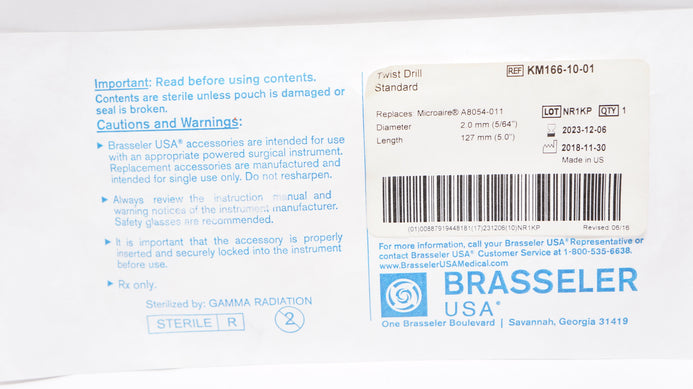 Important: Read before using contents.
Contents are sterile unless pouch is damaged or
seal is broken.
Cautions and Warnings:
▶ Brasseler USA® accessories are intended for use
with an appropriate powered surgical instrument.
Replacement accessories are manufactured and
intended for single use only. Do not resharpen.
▶ Always review the instruction manual and
warning notices of the instrument manufacturer.
Safety glasses are recommended.
▶ It is important that the accessory is properly
inserted and securely locked into the instrument
before use.
▶ Rx only.
Sterilized by: GAMMA RADIATION
STERILE R
2
Twist Drill
Standard
REF KM166-10-01
Replaces: Microaire® A8054-011
Diameter 2.0 mm (5/64")
Length 127 mm (5.0")
LOT NR1KP QTY 1
2023-12-06
2018-11-30
Made in US
(01)00887919448181(17)231206(10)NR1KP
Revised 06/16
For more information, call your Brasseler USA® Representative or
contact Brasseler USA® Customer Service at 1-800-535-6638.
www.BrasselerUSAMedical.com
BRASSELER
USA®
One Brasseler Boulevard | Savannah, Georgia 31419